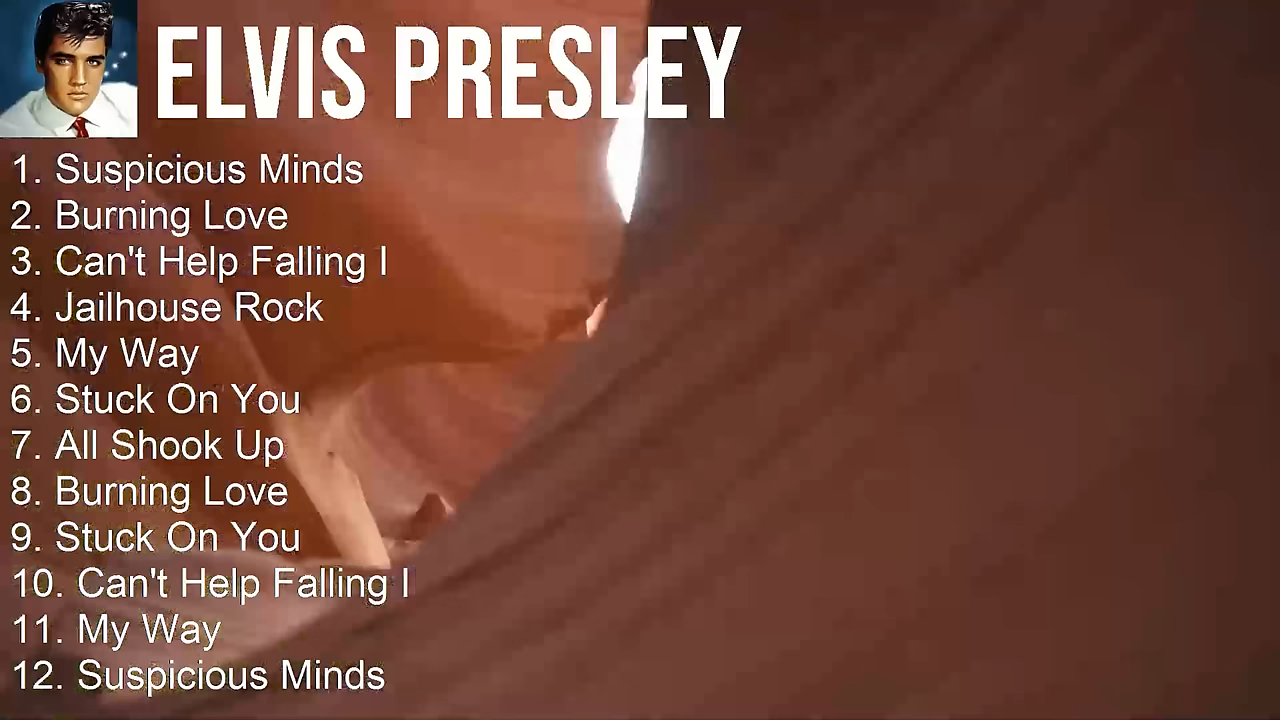 ELVIS PRESLEY
1. Suspicious Minds
2. Burning Love
3. Can't Help Falling I
4. Jailhouse Rock
5. My Way
6. Stuck On You
7. All Shook Up
8. Burning Love
9. Stuck On You
10. Can't Help Falling I
11. My Way
12. Suspicious Minds